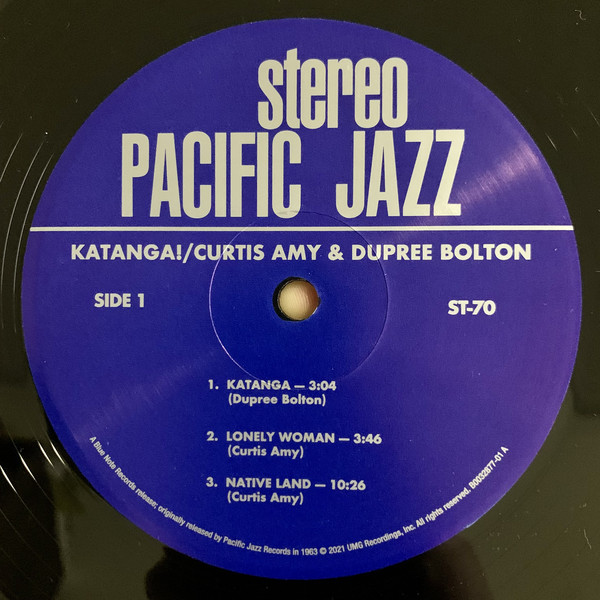 stereo
PACIFIC JAZZ
KATANGA!/CURTIS AMY & DUPREE BOLTON
SIDE 1
ST-70
1. KATANGA — 3:04
(Dupree Bolton)
2. LONELY WOMAN — 3:46
(Curtis Amy)
3. NATIVE LAND — 10:26
(Curtis Amy)
A Blue Note Records release; originally released by Pacific Jazz Records in 1963 © 2021 UMG Recordings, Inc. All rights reserved. B0032877-01 A